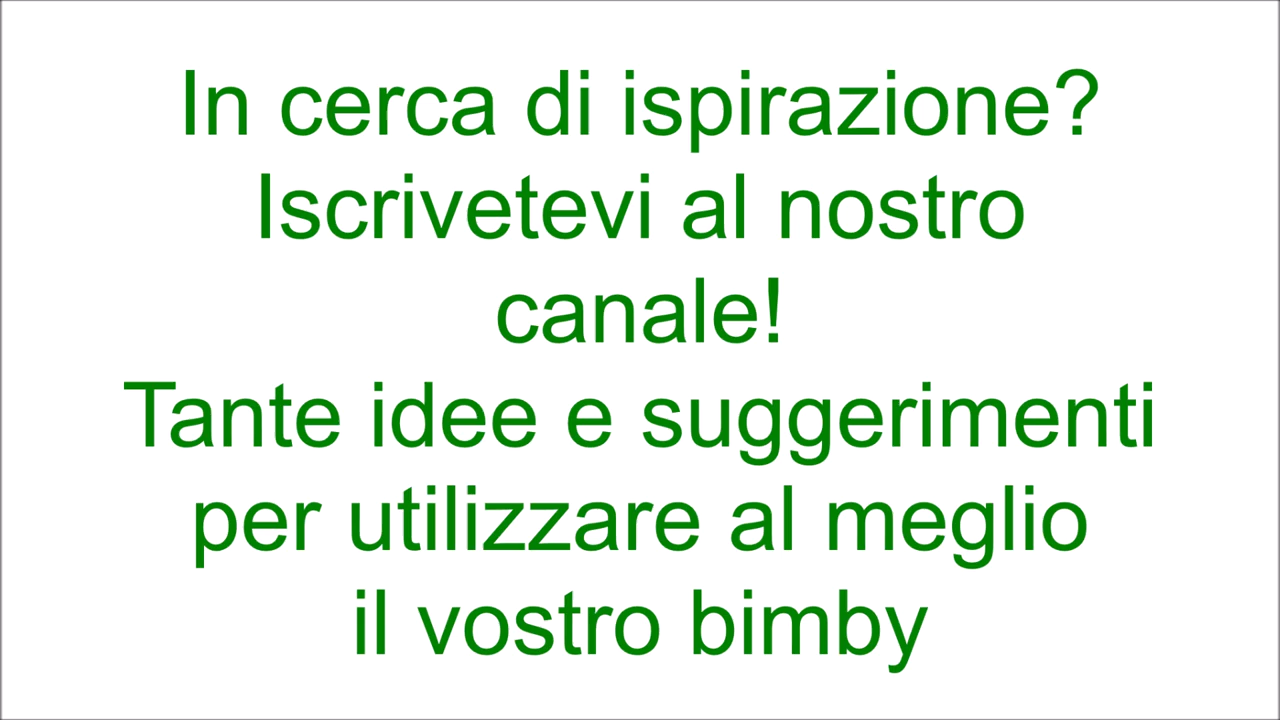 In cerca di ispirazione?
Iscrivetevi al nostro
canale!
Tante idee e suggerimenti
per utilizzare al meglio
il vostro bimby